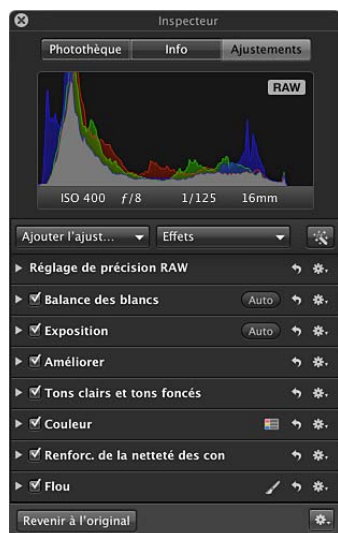 Inspecteur
Photothèque Info Ajustements
RAW
ISO 400 ƒ/8 1/125 16mm
Ajouter l'ajust... Effets
Réglage de précision RAW
Balance des blancs Auto
Exposition Auto
Améliorer
Tons clairs et tons foncés
Couleur
Renforc. de la netteté des con
Flou
Revenir à l'original